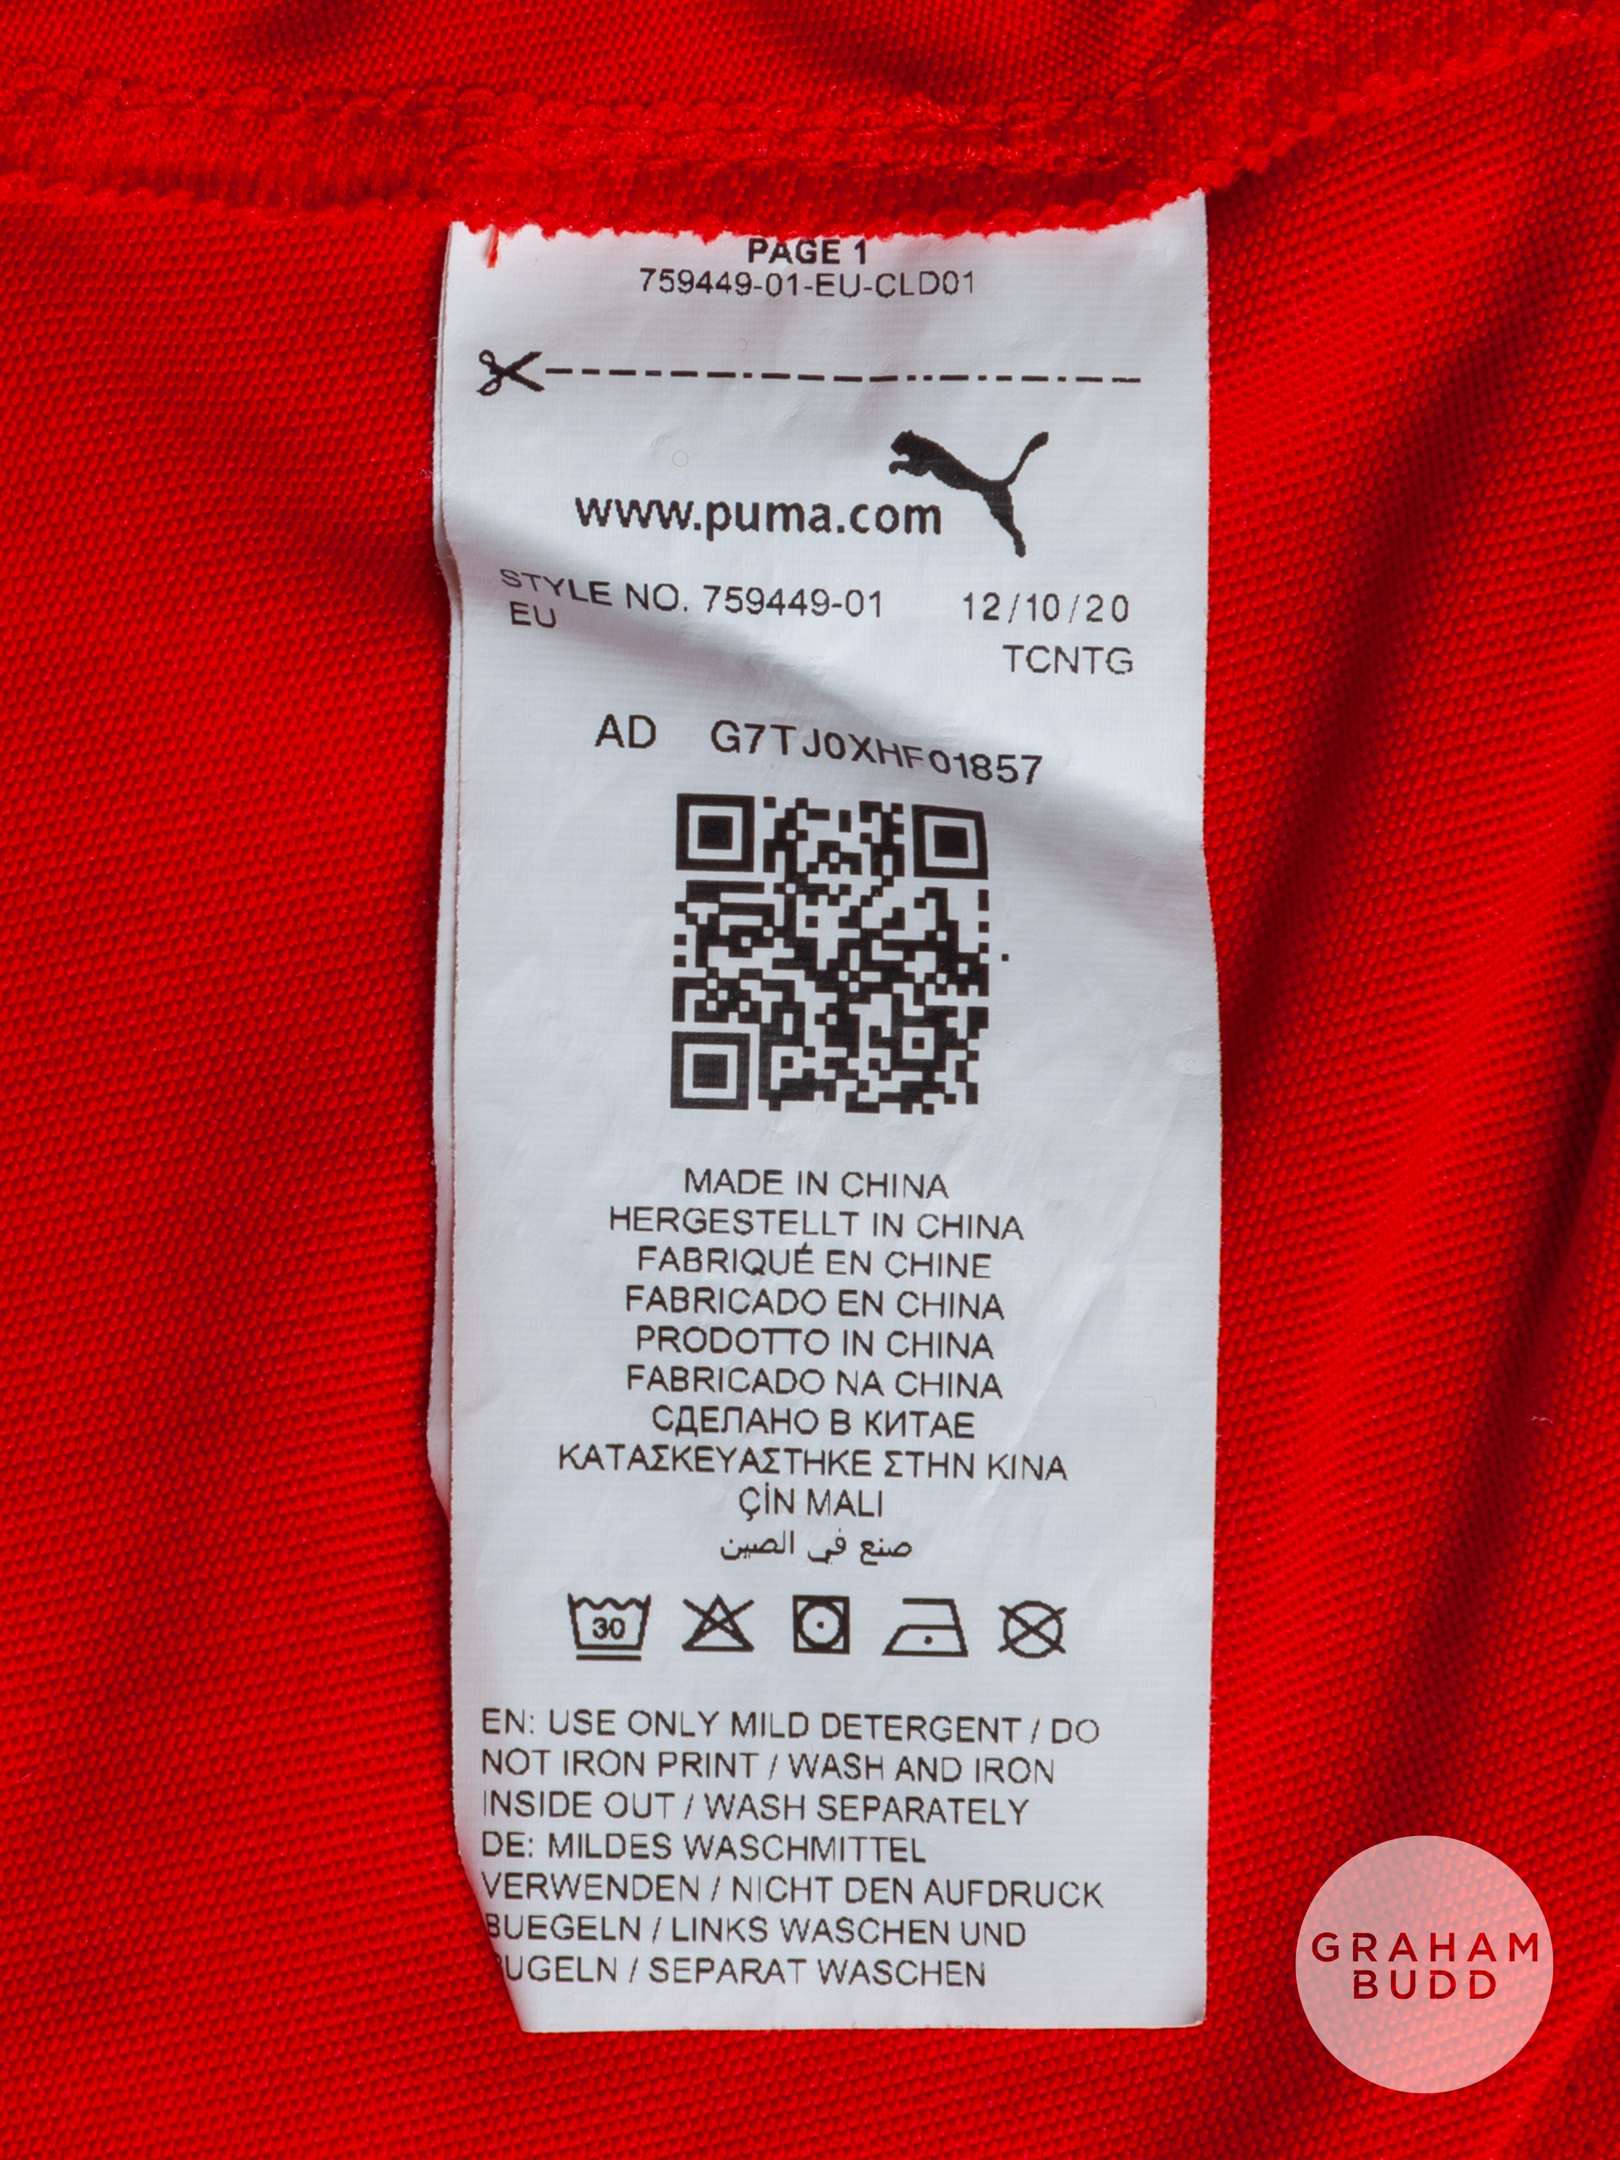 PAGE 1
759449-01-EU-CLD01
www.puma.com
STYLE NO. 759449-01 12/10/20
EU
TCNTG
AD G7TJ0XHF01857
MADE IN CHINA
HERGESTELLT IN CHINA
FABRIQUÉ EN CHINE
FABRICADO EN CHINA
PRODOTTO IN CHINA
FABRICADO NA CHINA
СДЕЛАНО В КИТАЕ
ΚΑΤΑΣΚΕΥΑΣΤΗΚΕ ΣΤΗΝ ΚΙΝΑ
ÇİN MALI
صنع في الصين
30
EN: USE ONLY MILD DETERGENT / DO
NOT IRON PRINT / WASH AND IRON
INSIDE OUT / WASH SEPARATELY
DE: MILDES WASCHMITTEL
VERWENDEN / NICHT DEN AUFDRUCK
BUEGELN / LINKS WASCHEN UND
/ SEPARAT WASCHEN
GRAHAM
BUDD